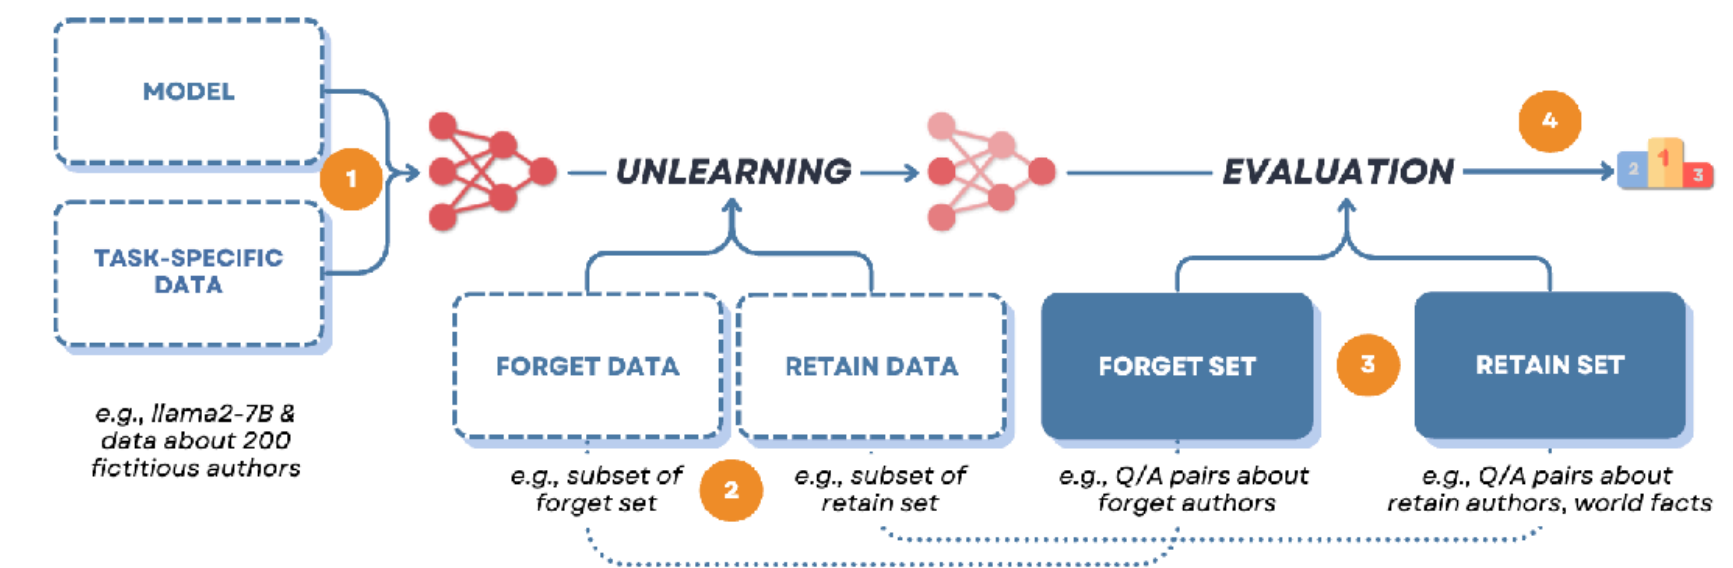 MODEL
1
TASK-SPECIFIC
DATA
e.g., llama2-7B &
data about 200
fictitious authors
UNLEARNING
FORGET DATA
RETAIN DATA
e.g., subset of
forget set
2
e.g., subset of
retain set
EVALUATION
FORGET SET
3
RETAIN SET
e.g., Q/A pairs about
forget authors
e.g., Q/A pairs about
retain authors, world facts
4
2
1
3